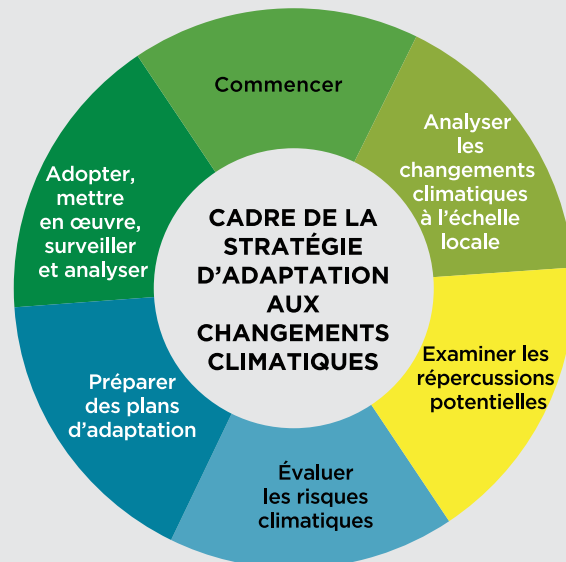 Commencer
Analyser
les
changements
climatiques
à l'échelle
locale
Examiner les
répercussions
potentielles
Évaluer
les risques
climatiques
Préparer
des plans
d'adaptation
Adopter,
mettre
en œuvre,
surveiller
et analyser
CADRE DE LA
STRATÉGIE
D'ADAPTATION
AUX
CHANGEMENTS
CLIMATIQUES